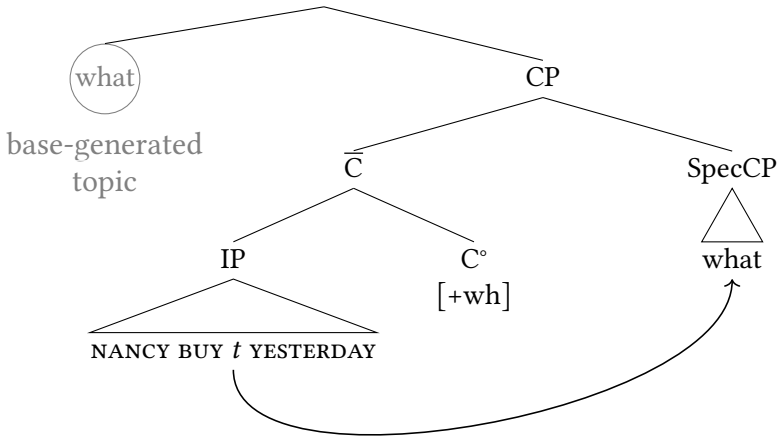 what
CP
base-generated
topic
C̅
SpecCP
IP
C°
what
[+wh]
NANCY BUY t YESTERDAY